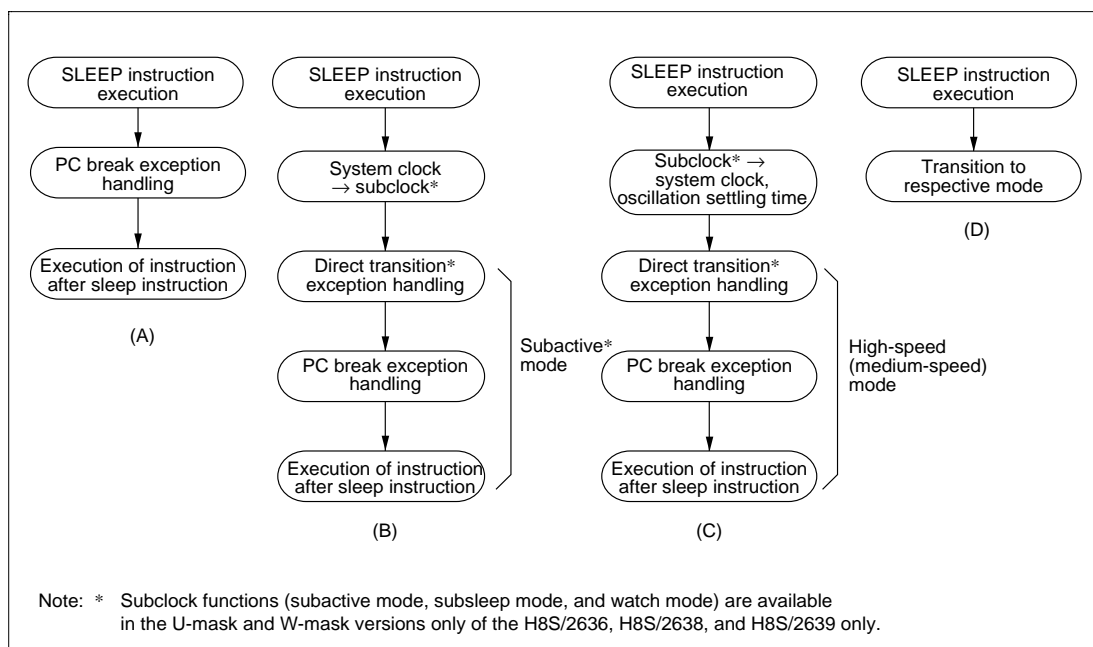 SLEEP instruction
execution
PC break exception
handling
Execution of instruction
after sleep instruction
(A)
SLEEP instruction
execution
System clock
→ subclock*
Direct transition*
exception handling
PC break exception
handling
Execution of instruction
after sleep instruction
Subactive*
mode
(B)
SLEEP instruction
execution
Subclock* →
system clock,
oscillation settling time
Direct transition*
exception handling
PC break exception
handling
Execution of instruction
after sleep instruction
High-speed
(medium-speed)
mode
(C)
SLEEP instruction
execution
Transition to
respective mode
(D)
Note: * Subclock functions (subactive mode, subsleep mode, and watch mode) are available
in the U-mask and W-mask versions only of the H8S/2636, H8S/2638, and H8S/2639 only.